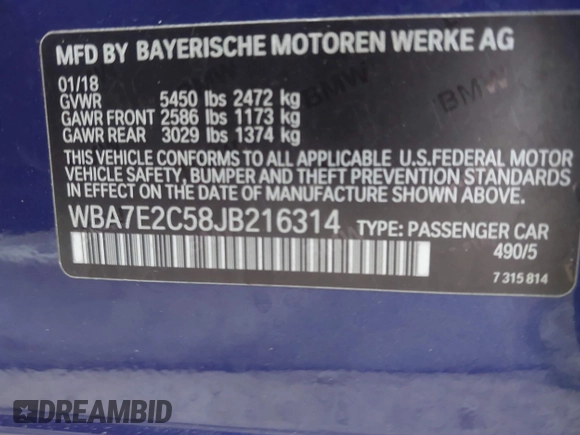 MFD BY BAYERISCHE MOTOREN WERKE AG
01/18
GVWR 5450 lbs 2472 kg
GAWR FRONT 2586 lbs 1173 kg
GAWR REAR 3029 lbs 1374 kg
THIS VEHICLE CONFORMS TO ALL APPLICABLE U.S.FEDERAL MOTOR
VEHICLE SAFETY, BUMPER AND THEFT PREVENTION STANDARDS
IN EFFECT ON THE DATE OF MANUFACTURE SHOWN ABOVE.
WBA7E2C58JB216314 TYPE: PASSENGER CAR
490/5
7 315 814
BMW
BMW
DREAMBID